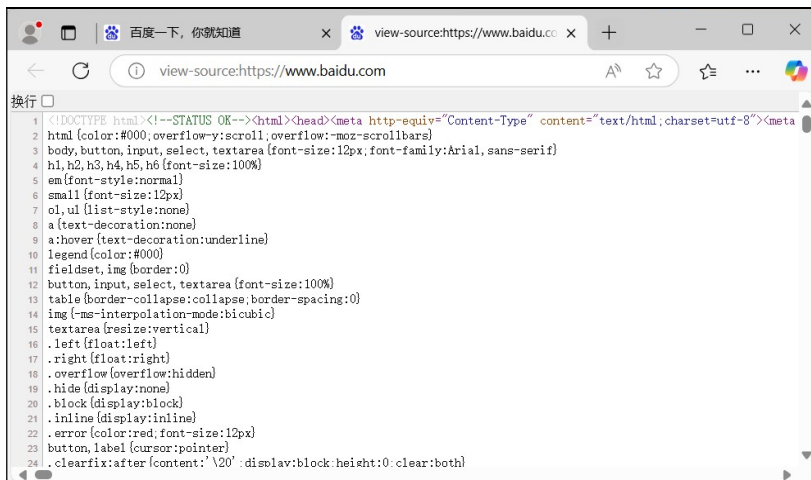 百度一下，你就知道
view-source:https://www.baidu.co
view-source:https://www.baidu.com
换行
1 <!DOCTYPE html><!--STATUS OK--><html><head><meta http-equiv="Content-Type" content="text/html;charset=utf-8"><meta
2 html{color:#000;overflow-y:scroll;overflow:-moz-scrollbars}
3 body,button,input,select,textarea{font-size:12px;font-family:Arial,sans-serif}
4 h1,h2,h3,h4,h5,h6{font-size:100%}
5 em{font-style:normal}
6 small{font-size:12px}
7 ol,ul{list-style:none}
8 a{text-decoration:none}
9 a:hover{text-decoration:underline}
10 legend{color:#000}
11 fieldset,img{border:0}
12 button,input,select,textarea{font-size:100%}
13 table{border-collapse:collapse;border-spacing:0}
14 img{-ms-interpolation-mode:bicubic}
15 textarea{resize:vertical}
16 .left{float:left}
17 .right{float:right}
18 .overflow{overflow:hidden}
19 .hide{display:none}
20 .block{display:block}
21 .inline{display:inline}
22 .error{color:red;font-size:12px}
23 button,label{cursor:pointer}
24 .clearfix:after{content:'\20';display:block;height:0;clear:both}